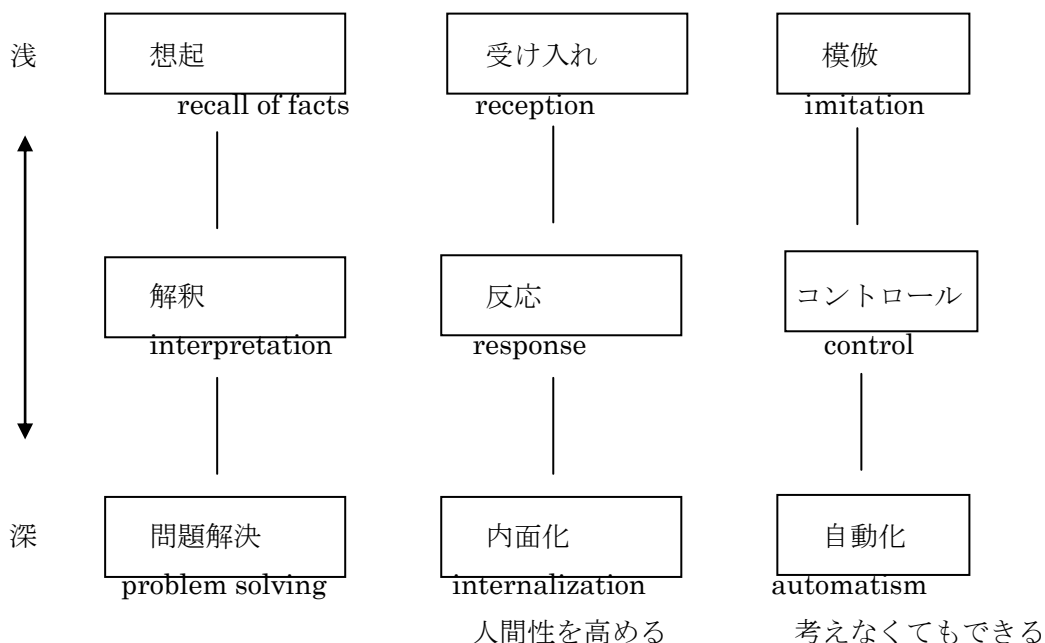 浅 想起 受け入れ 模倣
recall of facts reception imitation
解釈 反応 コントロール
interpretation response control
深 問題解決 内面化 自動化
problem solving internalization automatism
人間性を高める 考えなくてもできる